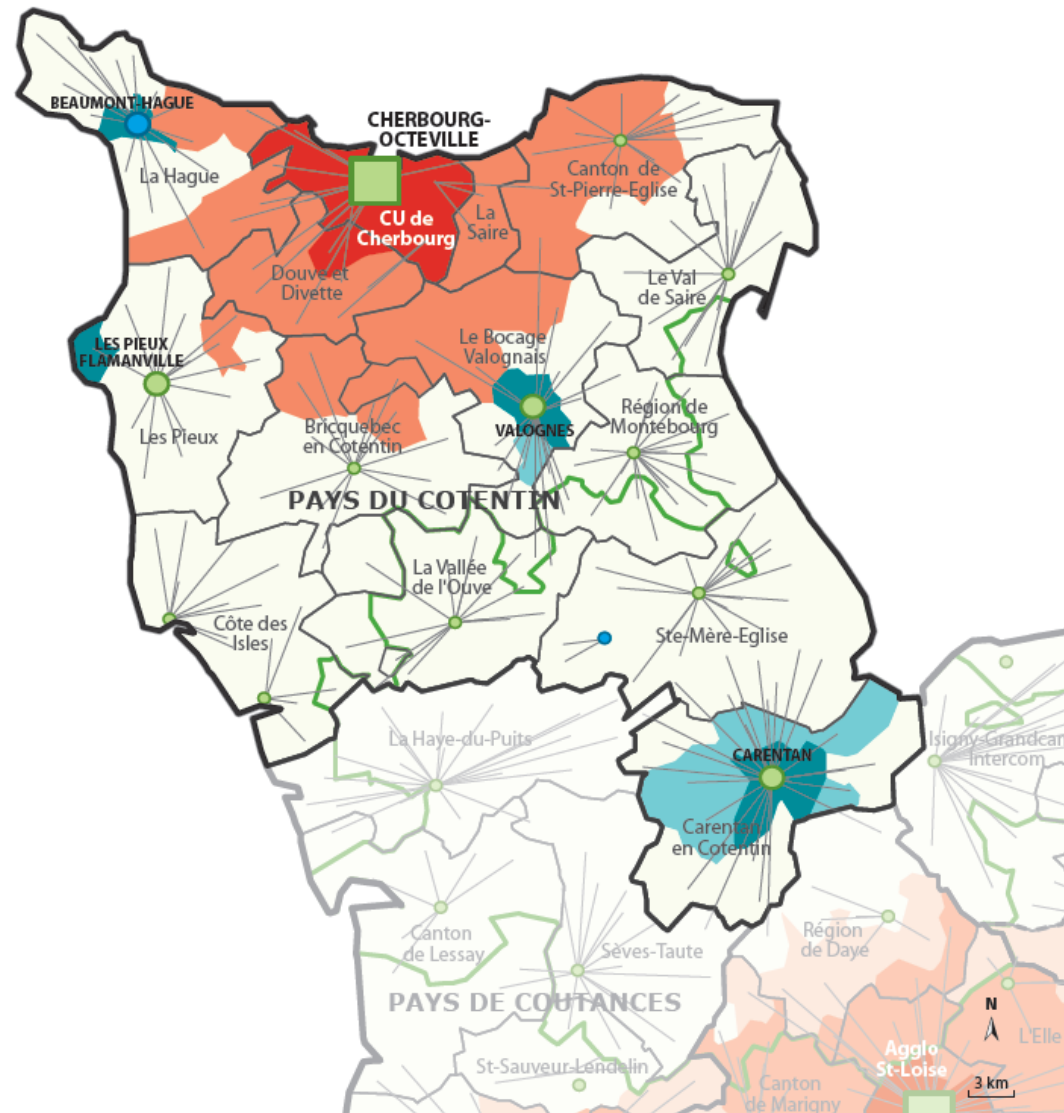 BEAUMONT-HAGUE
La Hague
CHERBOURG-
OCTEVILLE
CU de
Cherbourg
La
Saire
Canton de
St-Pierre-Eglise
Douve et
Divette
Le Val
de Saire
LES PIEUX
FLAMANVILLE
Les Pieux
Le Bocage
Valognais
VALOGNES
Bricquebec
en Cotentin
Région de
Montebourg
PAYS DU COTENTIN
La Vallée
de l'Ouve
Côte des
Isles
Ste-Mère-Eglise
La Haye-du-Puits
CARENTAN
Carentan
en Cotentin
Isigny-Grandcam
Intercom
Canton
de Lessay
Sèves-Taute
Région
de Daye
PAYS DE COUTANCES
St-Sauveur-Lendelin
Agglo
St-Loise
Canton
de Marigny
L'Elle
N
3 km